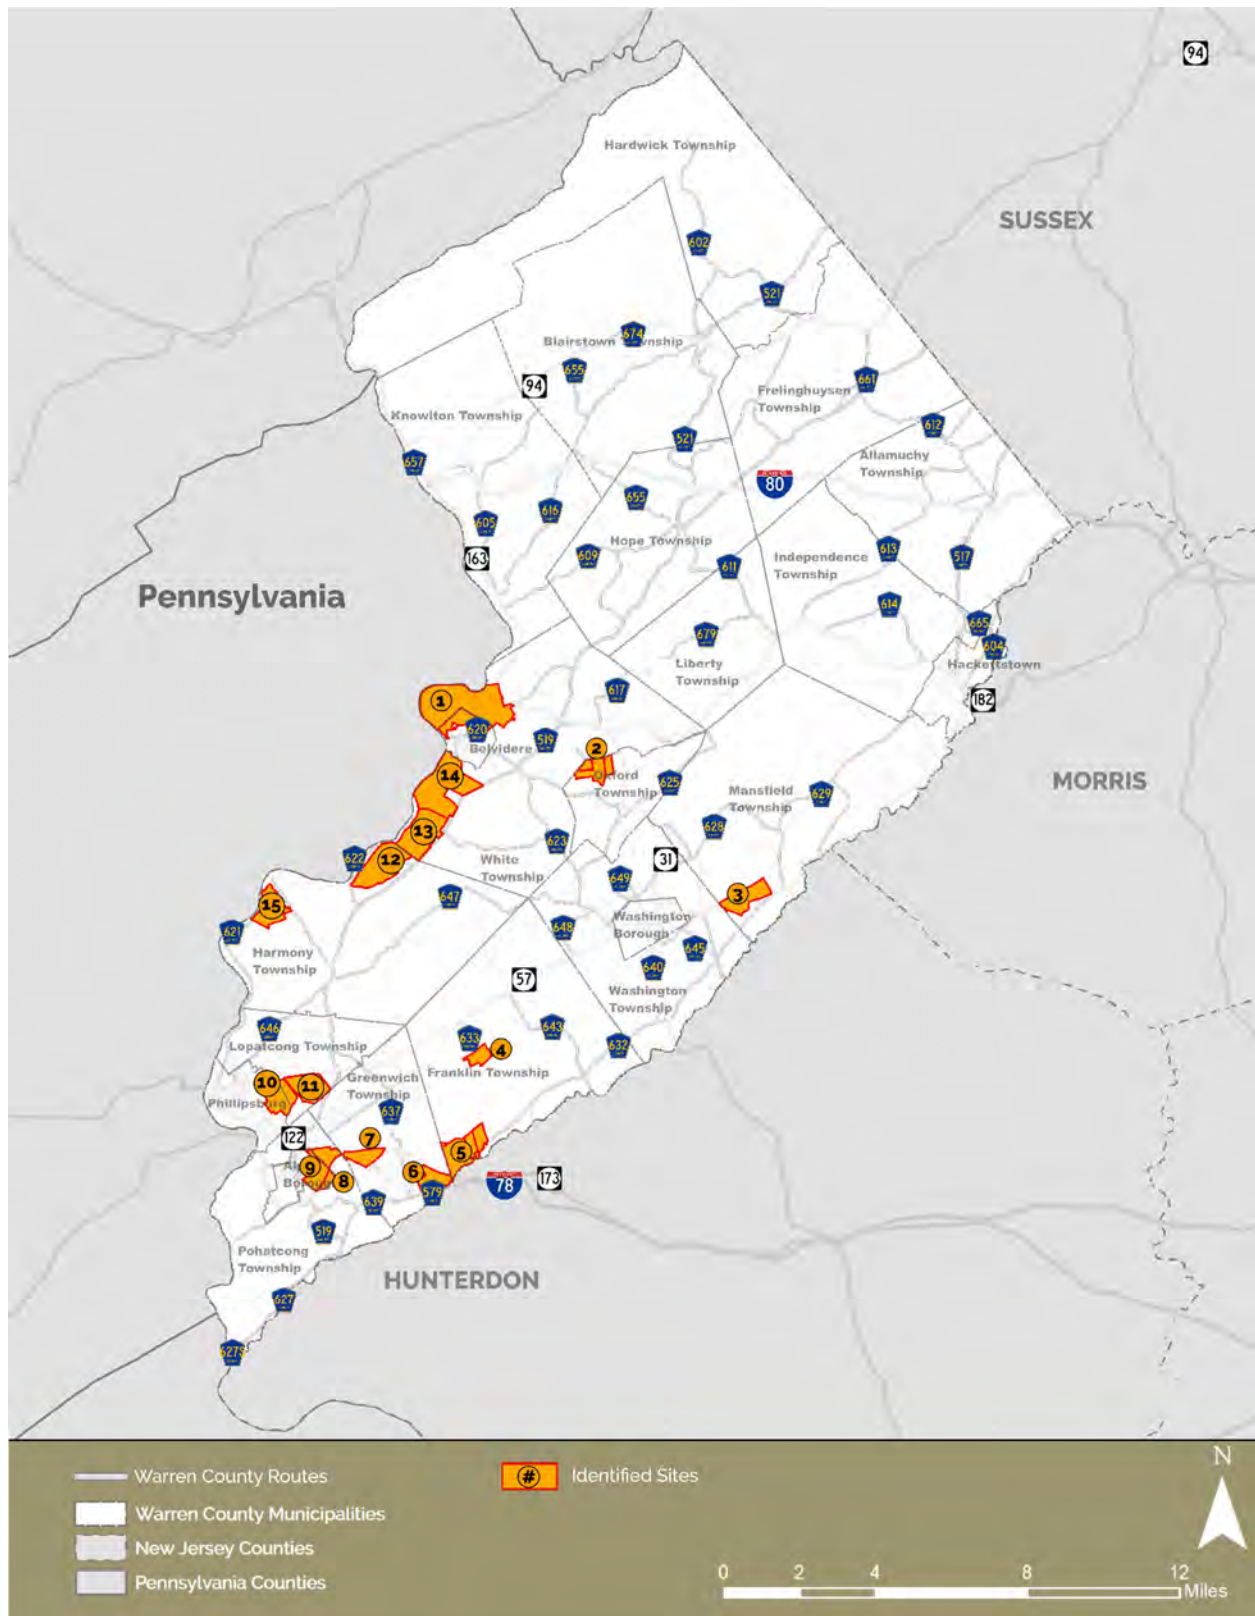 94
Hardwick Township
SUSSEX
602
521
674
Blairstown Township
655
94
661
Frelinghuysen
Township
Knowlton Township
612
521
Allamuchy
Township
657
80
655
616
605
Hope Township
613
517
163
609
611
Independence
Township
Pennsylvania
614
665
679
604
Liberty
Township
Hackettstown
617
182
1
620
519
2
Belvidere
14
Oxford
Township
625
MORRIS
Mansfield
Township
629
13
628
623
12
622
White
Township
31
649
3
647
15
Washington
Borough
621
648
645
Harmony
Township
640
57
Washington
Township
646
643
633
632
Lopatcong Township
4
Franklin Township
10
11
Greenwich
Township
Phillipsburg
637
122
7
5
9
6
173
8
78
579
639
519
Pohatcong
Township
HUNTERDON
627
627S
Warren County Routes
# Identified Sites
N
Warren County Municipalities
New Jersey Counties
Pennsylvania Counties
0 2 4 8 12
Miles